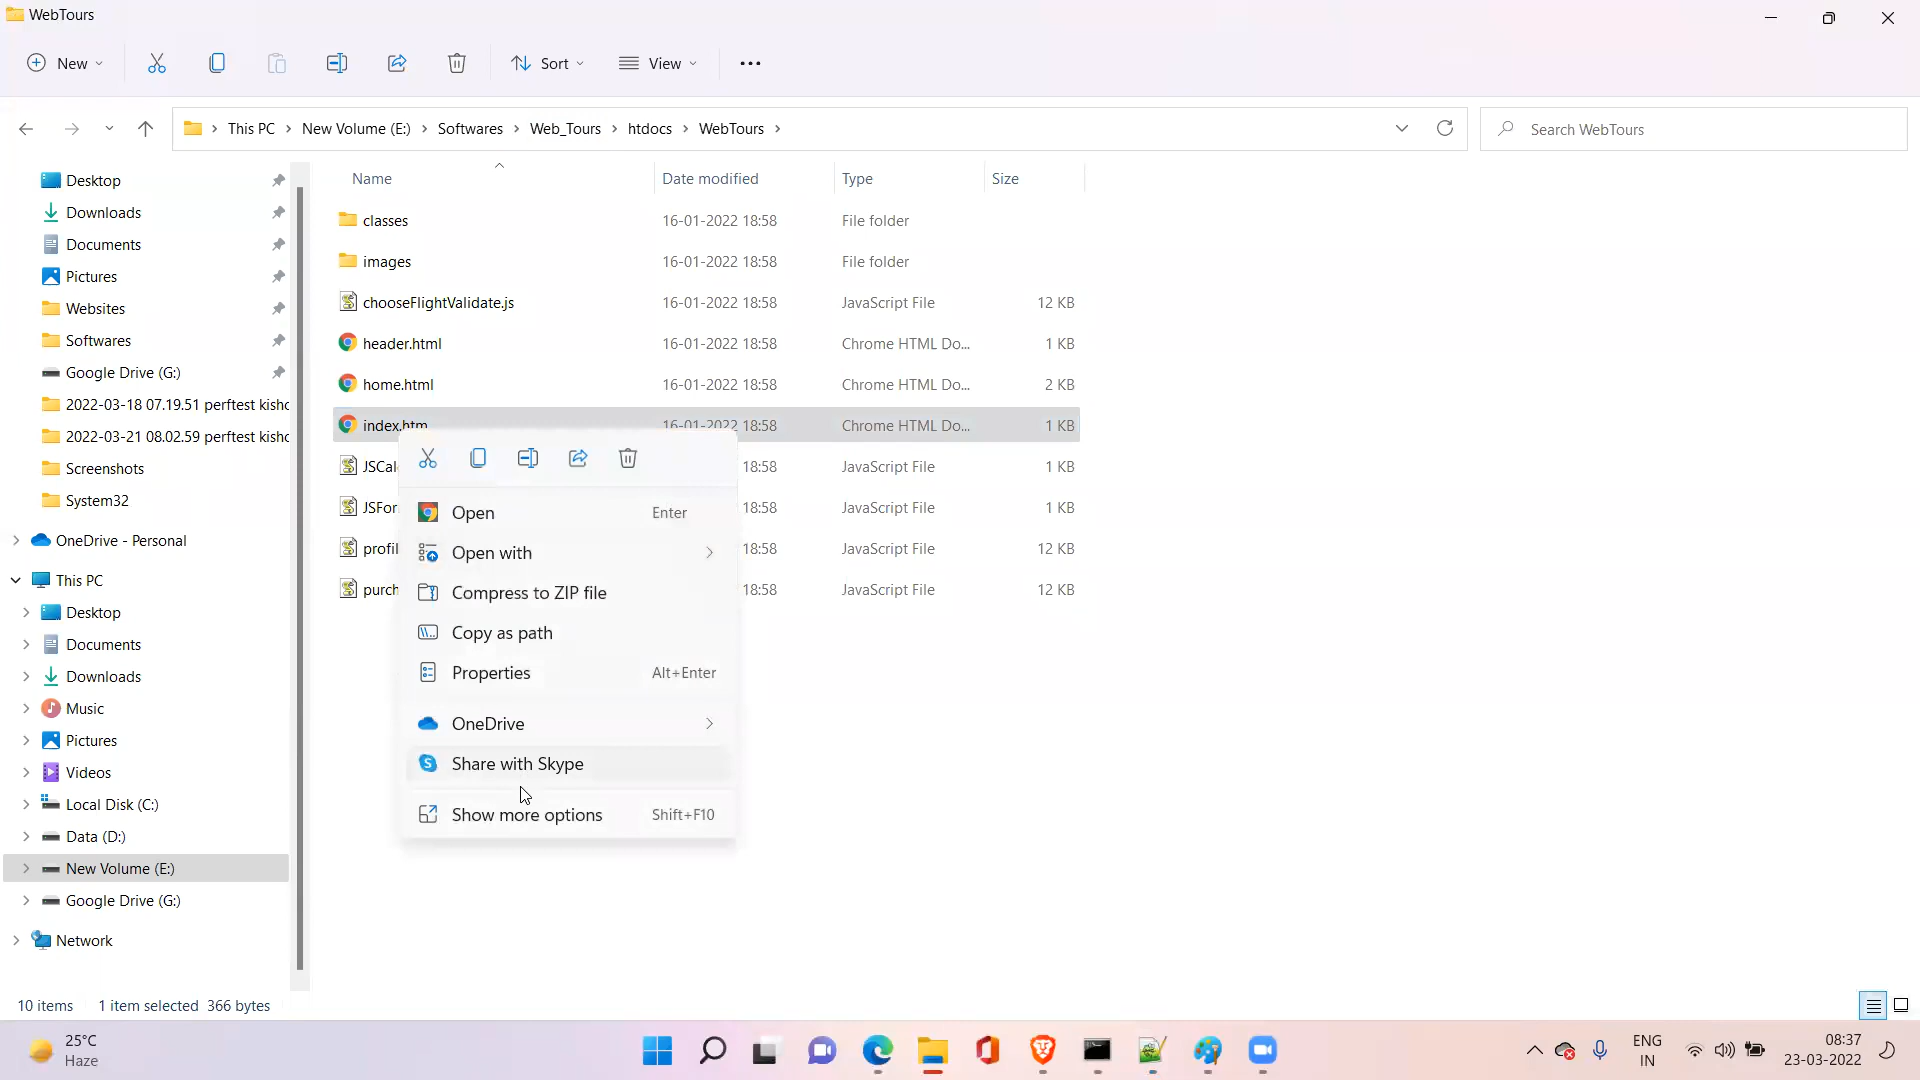 WebTours
New
Sort
View
This PC
New Volume (E:)
Softwares
Web_Tours
htdocs
WebTours
Search WebTours
Desktop
Downloads
Documents
Pictures
Websites
Softwares
Google Drive (G:)
2022-03-18 07.19.51 perftest kisho
2022-03-21 08.02.59 perftest kisho
Screenshots
System32
OneDrive - Personal
This PC
Desktop
Documents
Downloads
Music
Pictures
Videos
Local Disk (C:)
Data (D:)
New Volume (E:)
Google Drive (G:)
Network
Name Date modified Type Size
classes 16-01-2022 18:58 File folder
images 16-01-2022 18:58 File folder
chooseFlightValidate.js 16-01-2022 18:58 JavaScript File 12 KB
header.html 16-01-2022 18:58 Chrome HTML Do... 1 KB
home.html 16-01-2022 18:58 Chrome HTML Do... 2 KB
index.htm 16-01-2022 18:58 Chrome HTML Do... 1 KB
JSCal 18:58 JavaScript File 1 KB
JSFor 18:58 JavaScript File 1 KB
profil 18:58 JavaScript File 12 KB
purch 18:58 JavaScript File 12 KB
Open Enter
Open with
Compress to ZIP file
Copy as path
Properties Alt+Enter
OneDrive
Share with Skype
Show more options Shift+F10
10 items 1 item selected 366 bytes
25°C
Haze
ENG
IN
08:37
23-03-2022